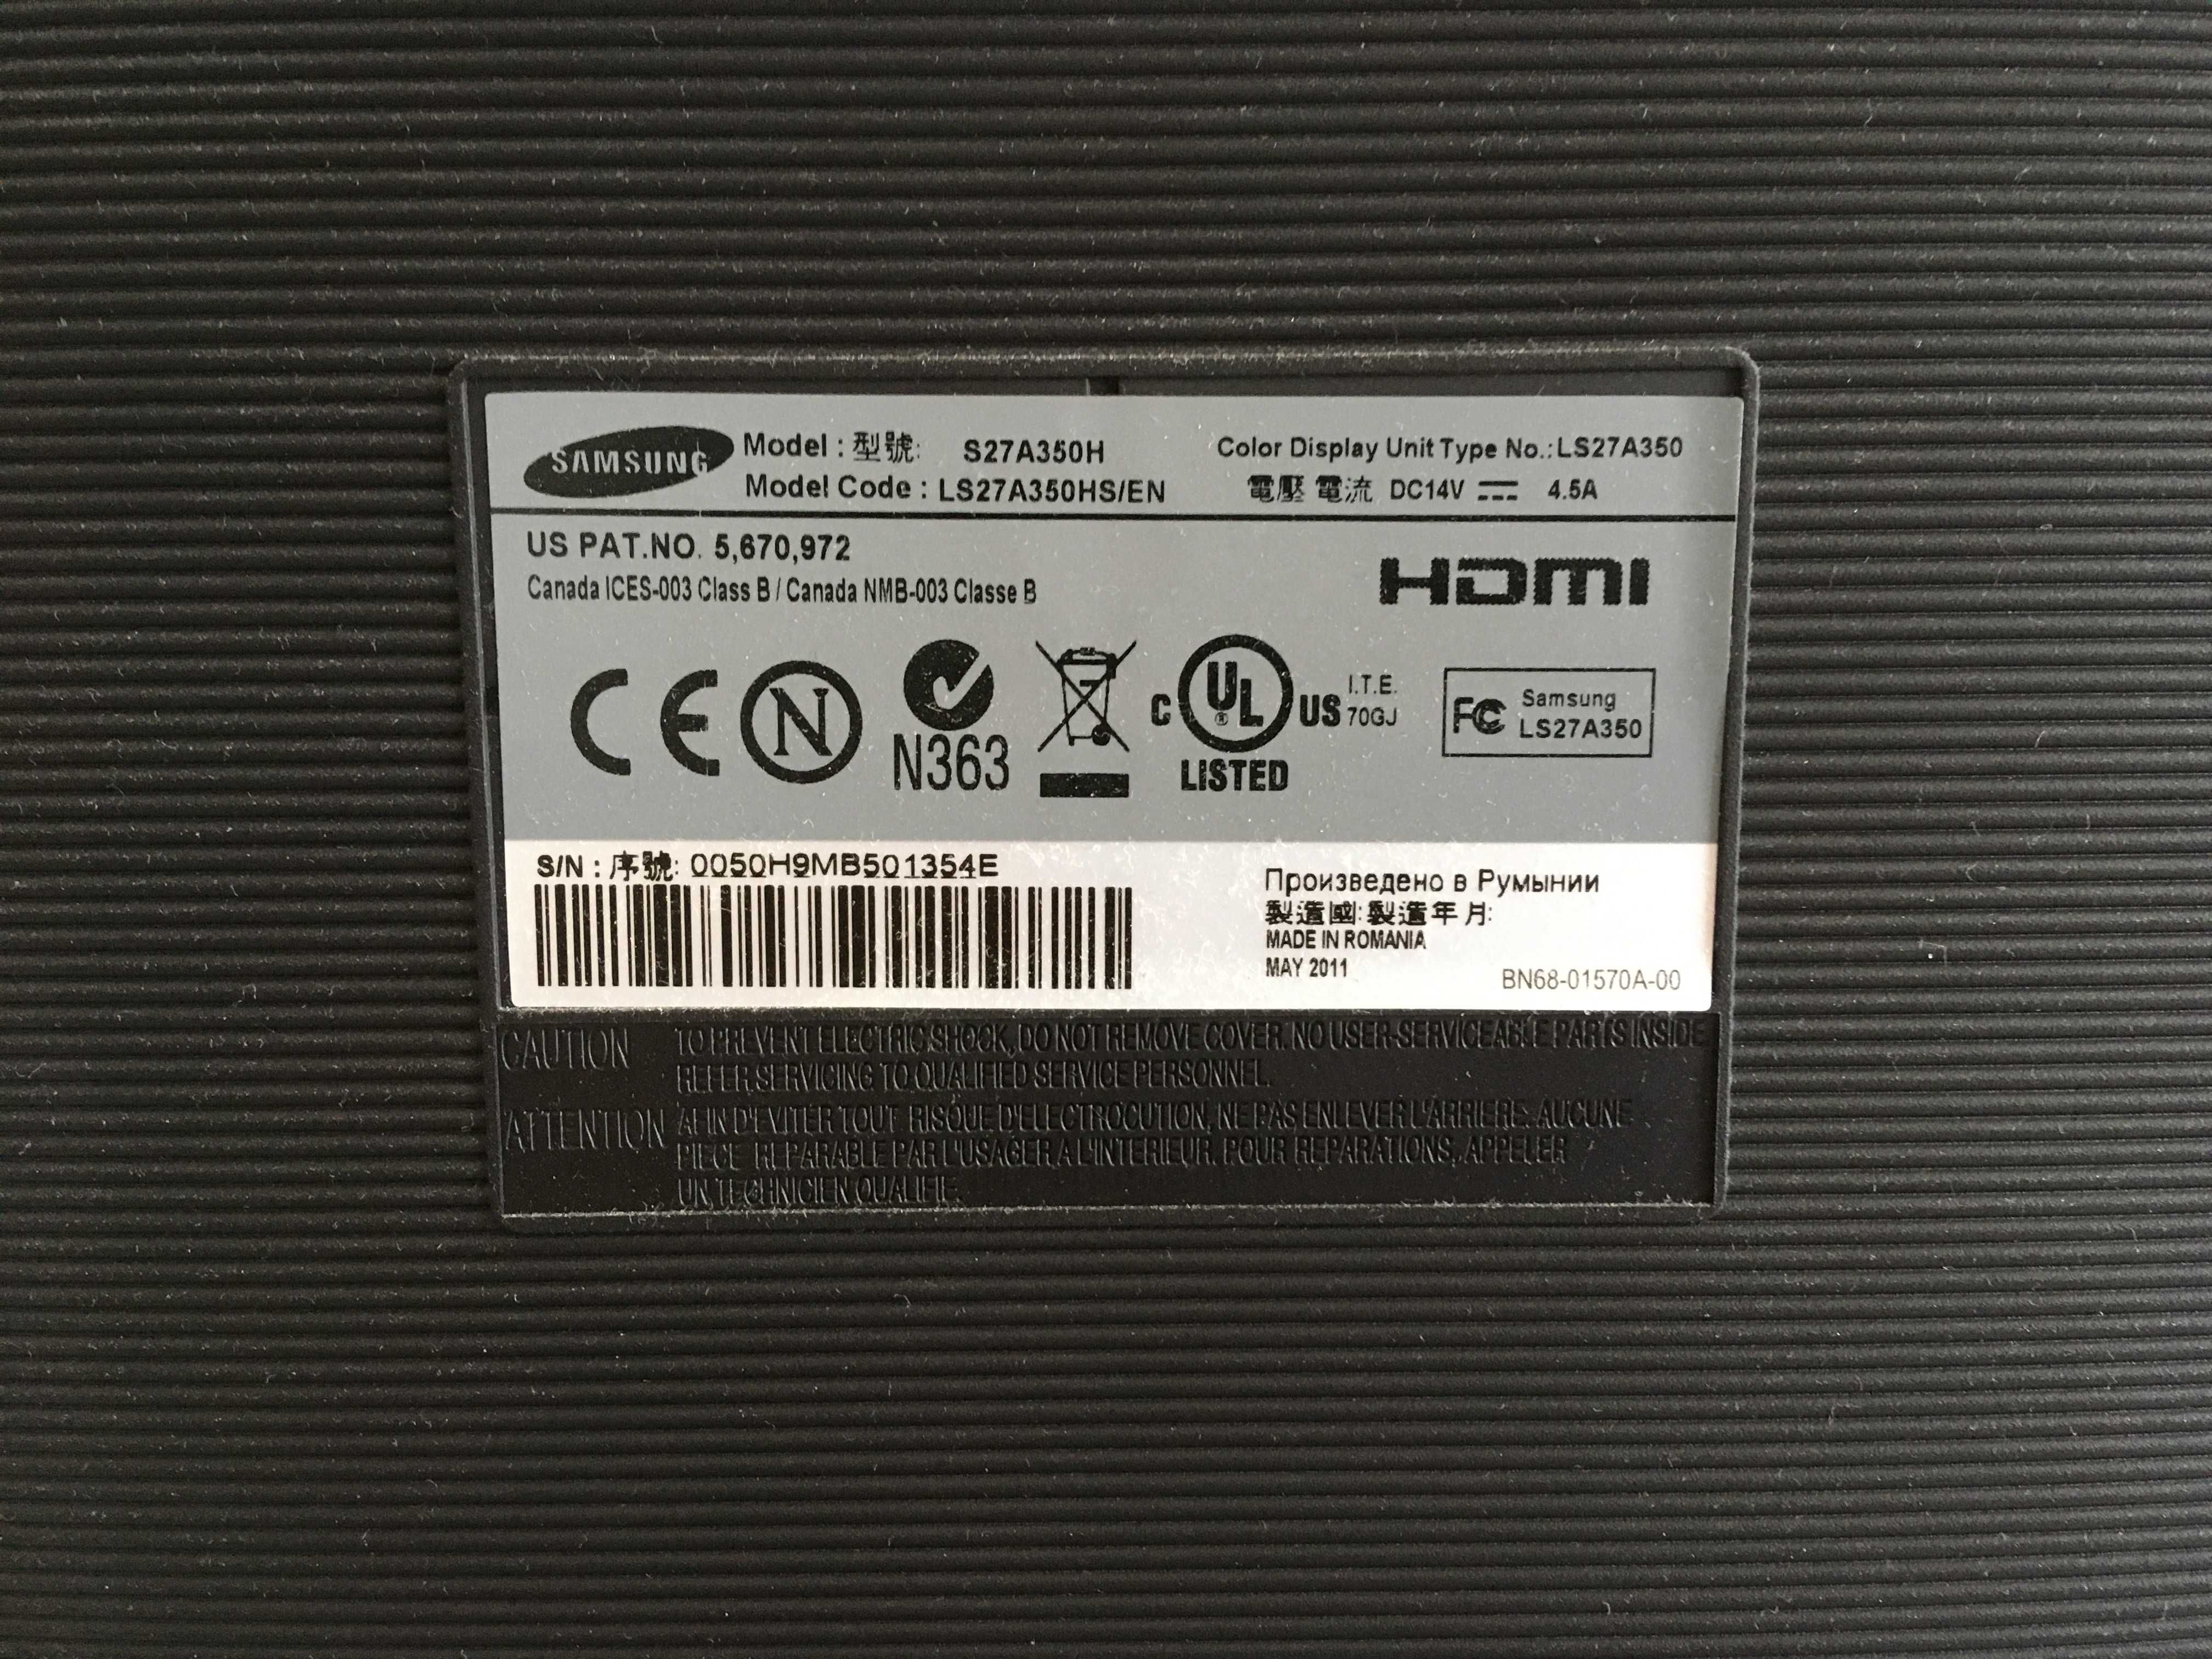 SAMSUNG
Model : 型號: S27A350H
Model Code : LS27A350HS/EN
Color Display Unit Type No.:LS27A350
電壓 電流 DC14V 4.5A
US PAT.NO. 5,670,972
Canada ICES-003 Class B / Canada NMB-003 Classe B
HDMI
CE N N363
C UL ® US LISTED
I.T.E.
70GJ
FC Samsung
LS27A350
S/N : 序號: 0050H9MB501354E
Произведено в Румынии
製造國: 製造年月:
MADE IN ROMANIA
MAY 2011
BN68-01570A-00
CAUTION TO PREVENT ELECTRIC SHOCK, DO NOT REMOVE COVER. NO USER-SERVICEABLE PARTS INSIDE
REFER SERVICING TO QUALIFIED SERVICE PERSONNEL.
ATTENTION AFIN D'EVITER TOUT RISQUE D'ELECTROCUTION, NE PAS ENLEVER L'ARRIERE. AUCUNE
PIECE REPARABLE PAR L'USAGER A L'INTERIEUR. POUR REPARATIONS, APPELER
UN TECHNICIEN QUALIFIE.